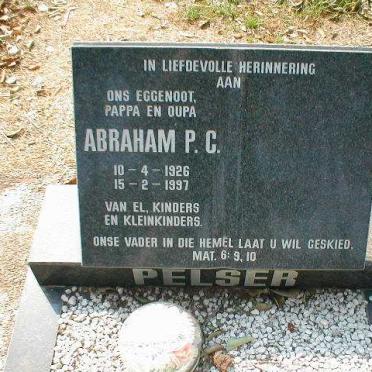 IN LIEFDEVOLLE HERINNERING
AAN
ONS EGGENOOT,
PAPPA EN OUPA
ABRAHAM P. C.
10 - 4 - 1926
15 - 2 - 1997
VAN EL, KINDERS
EN KLEINKINDERS.
ONSE VADER IN DIE HEMEL LAAT U WIL GESKIED.
MAT. 6: 9, 10
PELSER